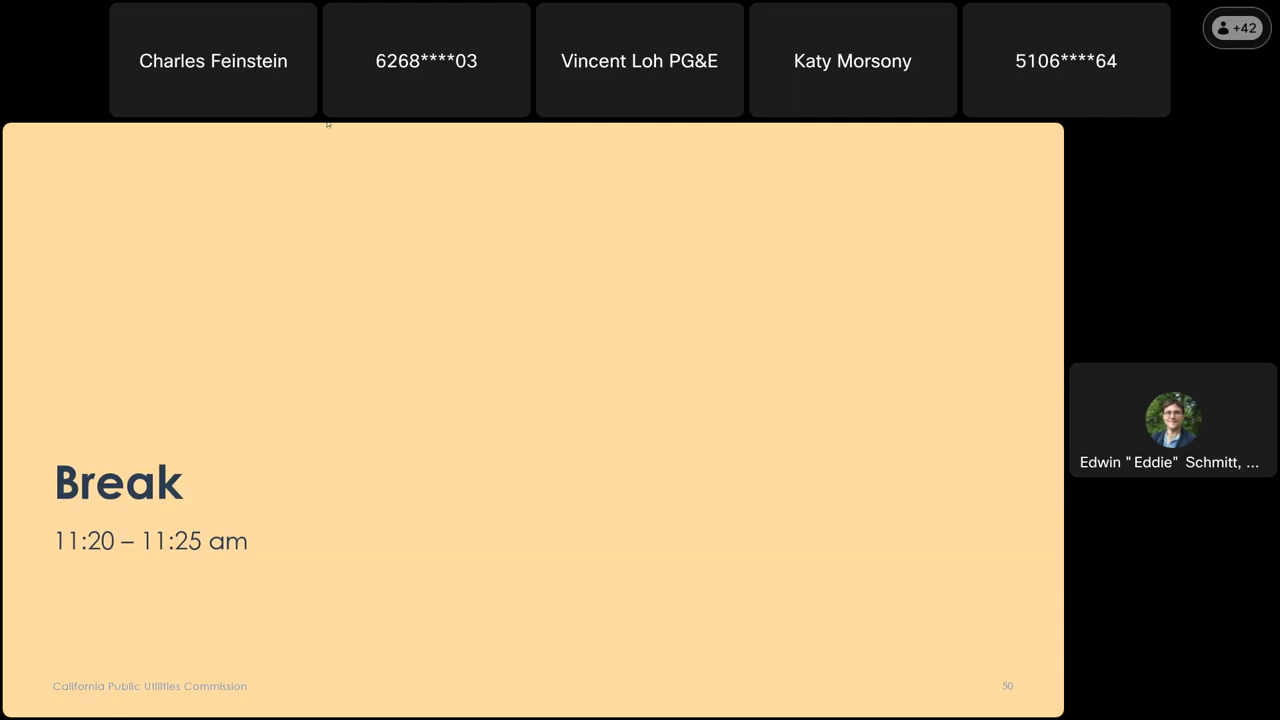 Charles Feinstein
6268****03
Vincent Loh PG&E
Katy Morsony
5106****64
+42
Edwin "Eddie" Schmitt, ...
Break
11:20 – 11:25 am
California Public Utilities Commission
50